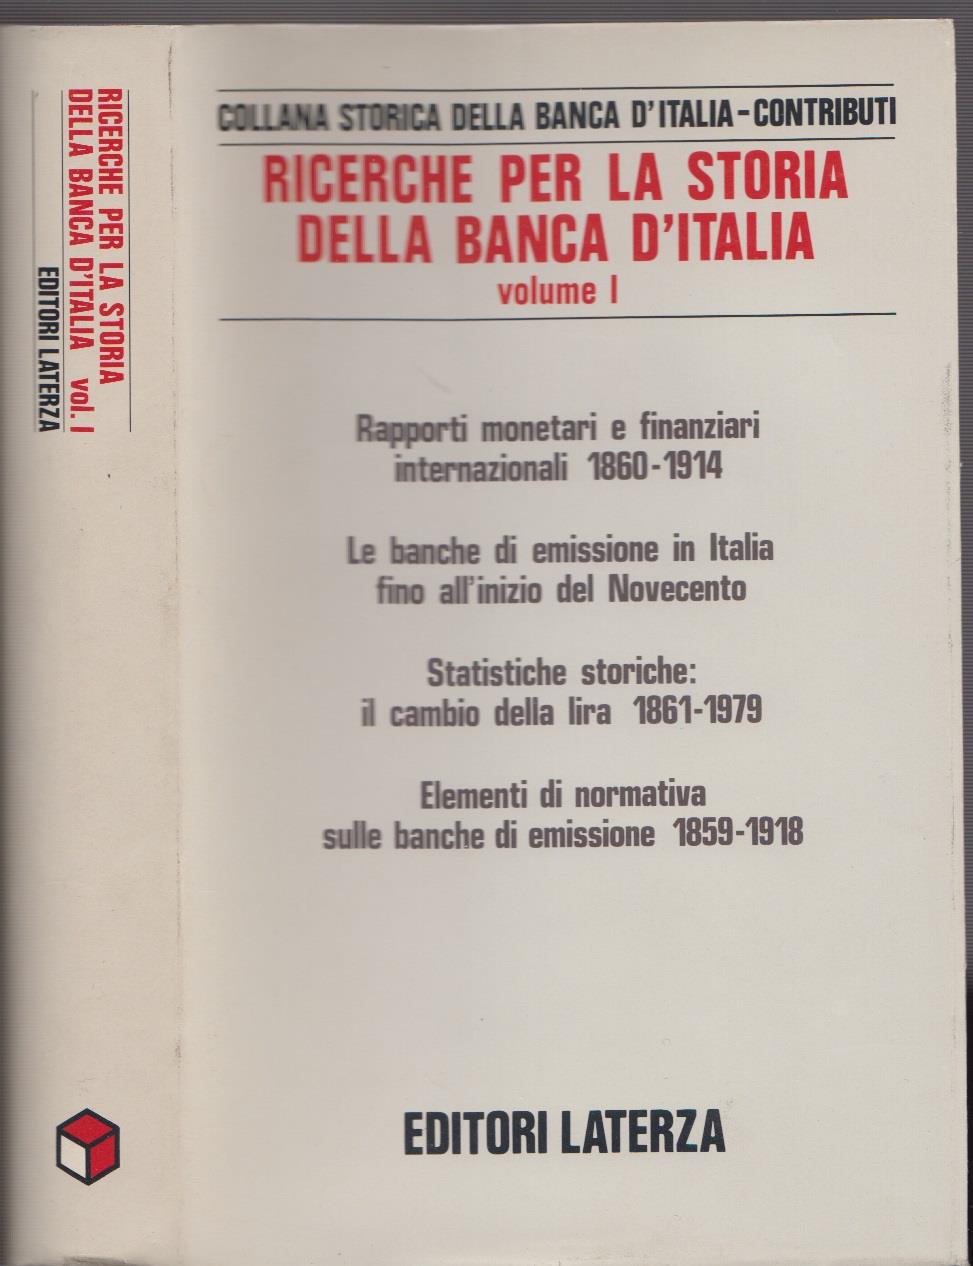 RICERCHE PER LA STORIA
DELLA BANCA D'ITALIA vol. I
EDITORI LATERZA
COLLANA STORICA DELLA BANCA D'ITALIA - CONTRIBUTI
RICERCHE PER LA STORIA
DELLA BANCA D'ITALIA
volume I
Rapporti monetari e finanziari
internazionali 1860-1914
Le banche di emissione in Italia
fino all'inizio del Novecento
Statistiche storiche:
il cambio della lira 1861-1979
Elementi di normativa
sulle banche di emissione 1859-1918
EDITORI LATERZA